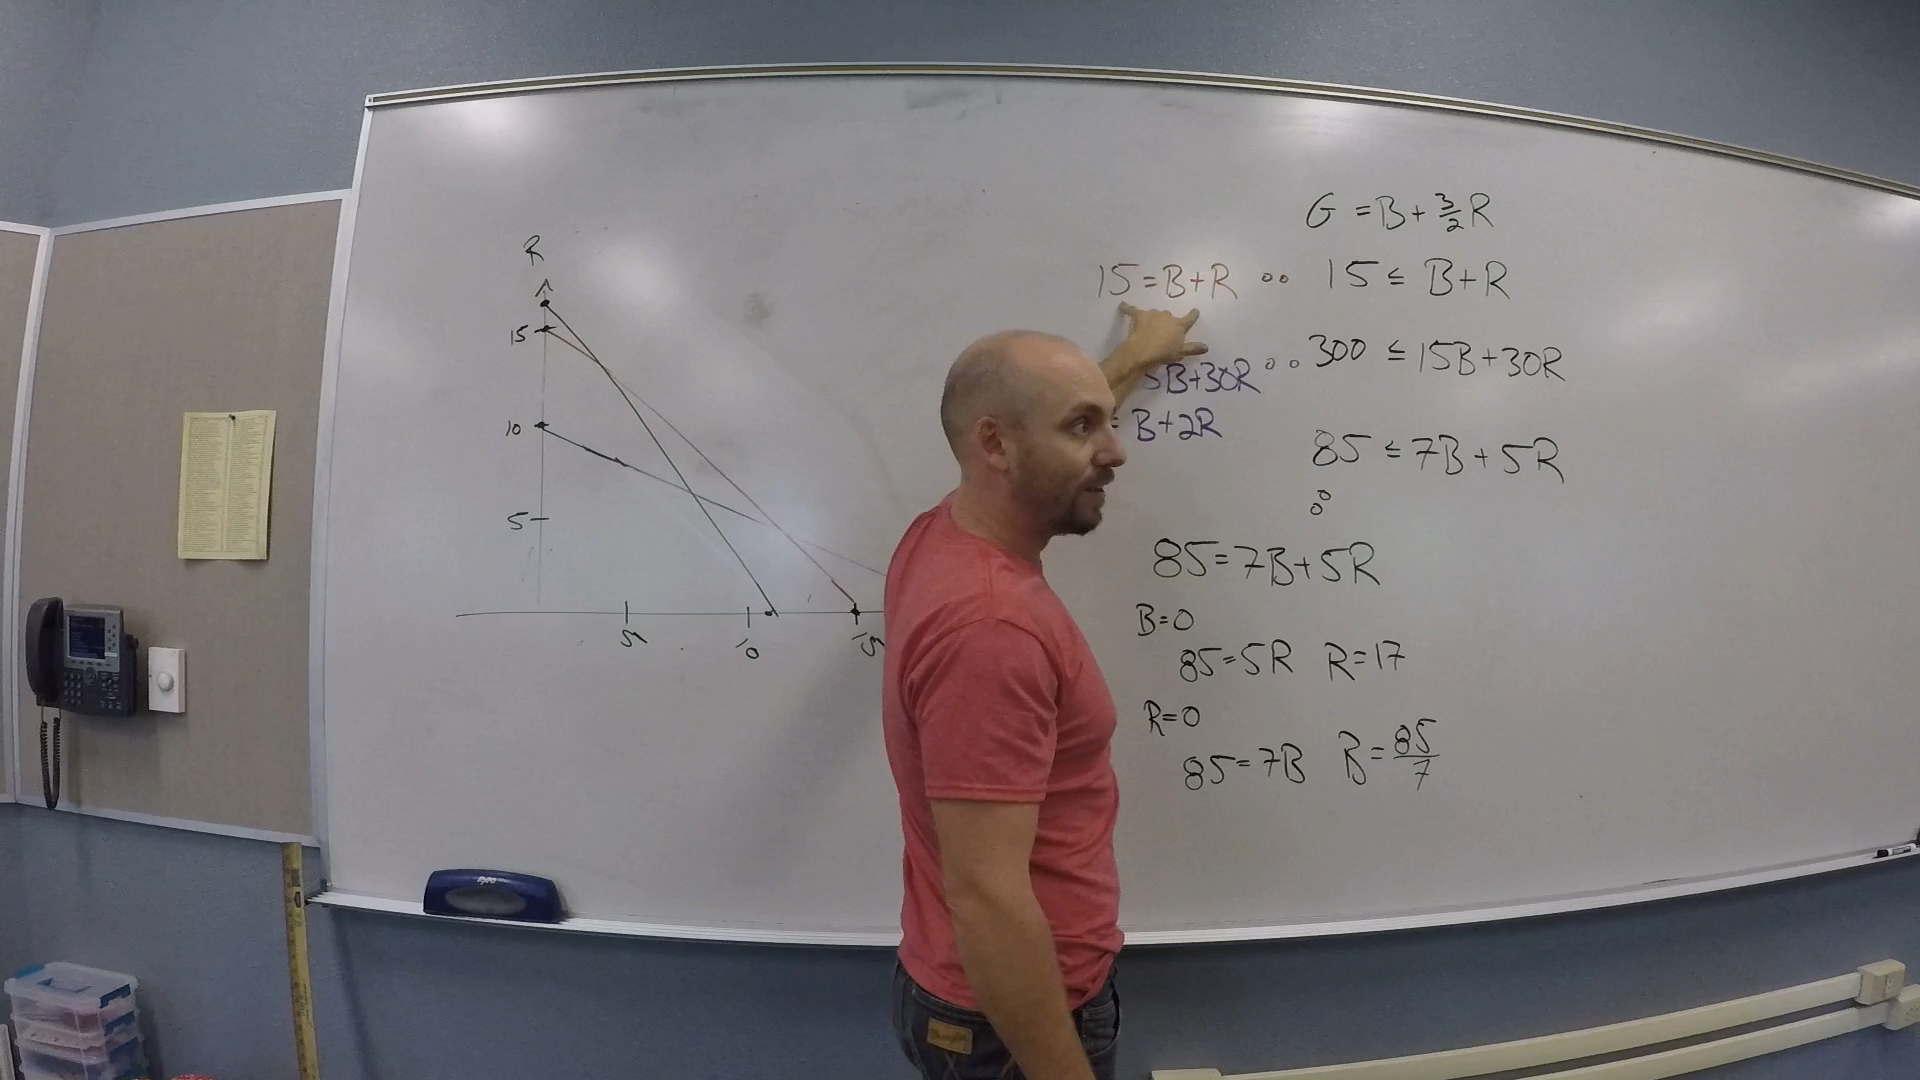 R
15
10
5
5
10
15
G = B + 3/2 R
15 = B + R
15 ≤ B + R
5B + 30R
300 ≤ 15B + 30R
B + 2R
85 ≤ 7B + 5R
85 = 7B + 5R
B = 0
85 = 5R R = 17
R = 0
85 = 7B B = 85/7